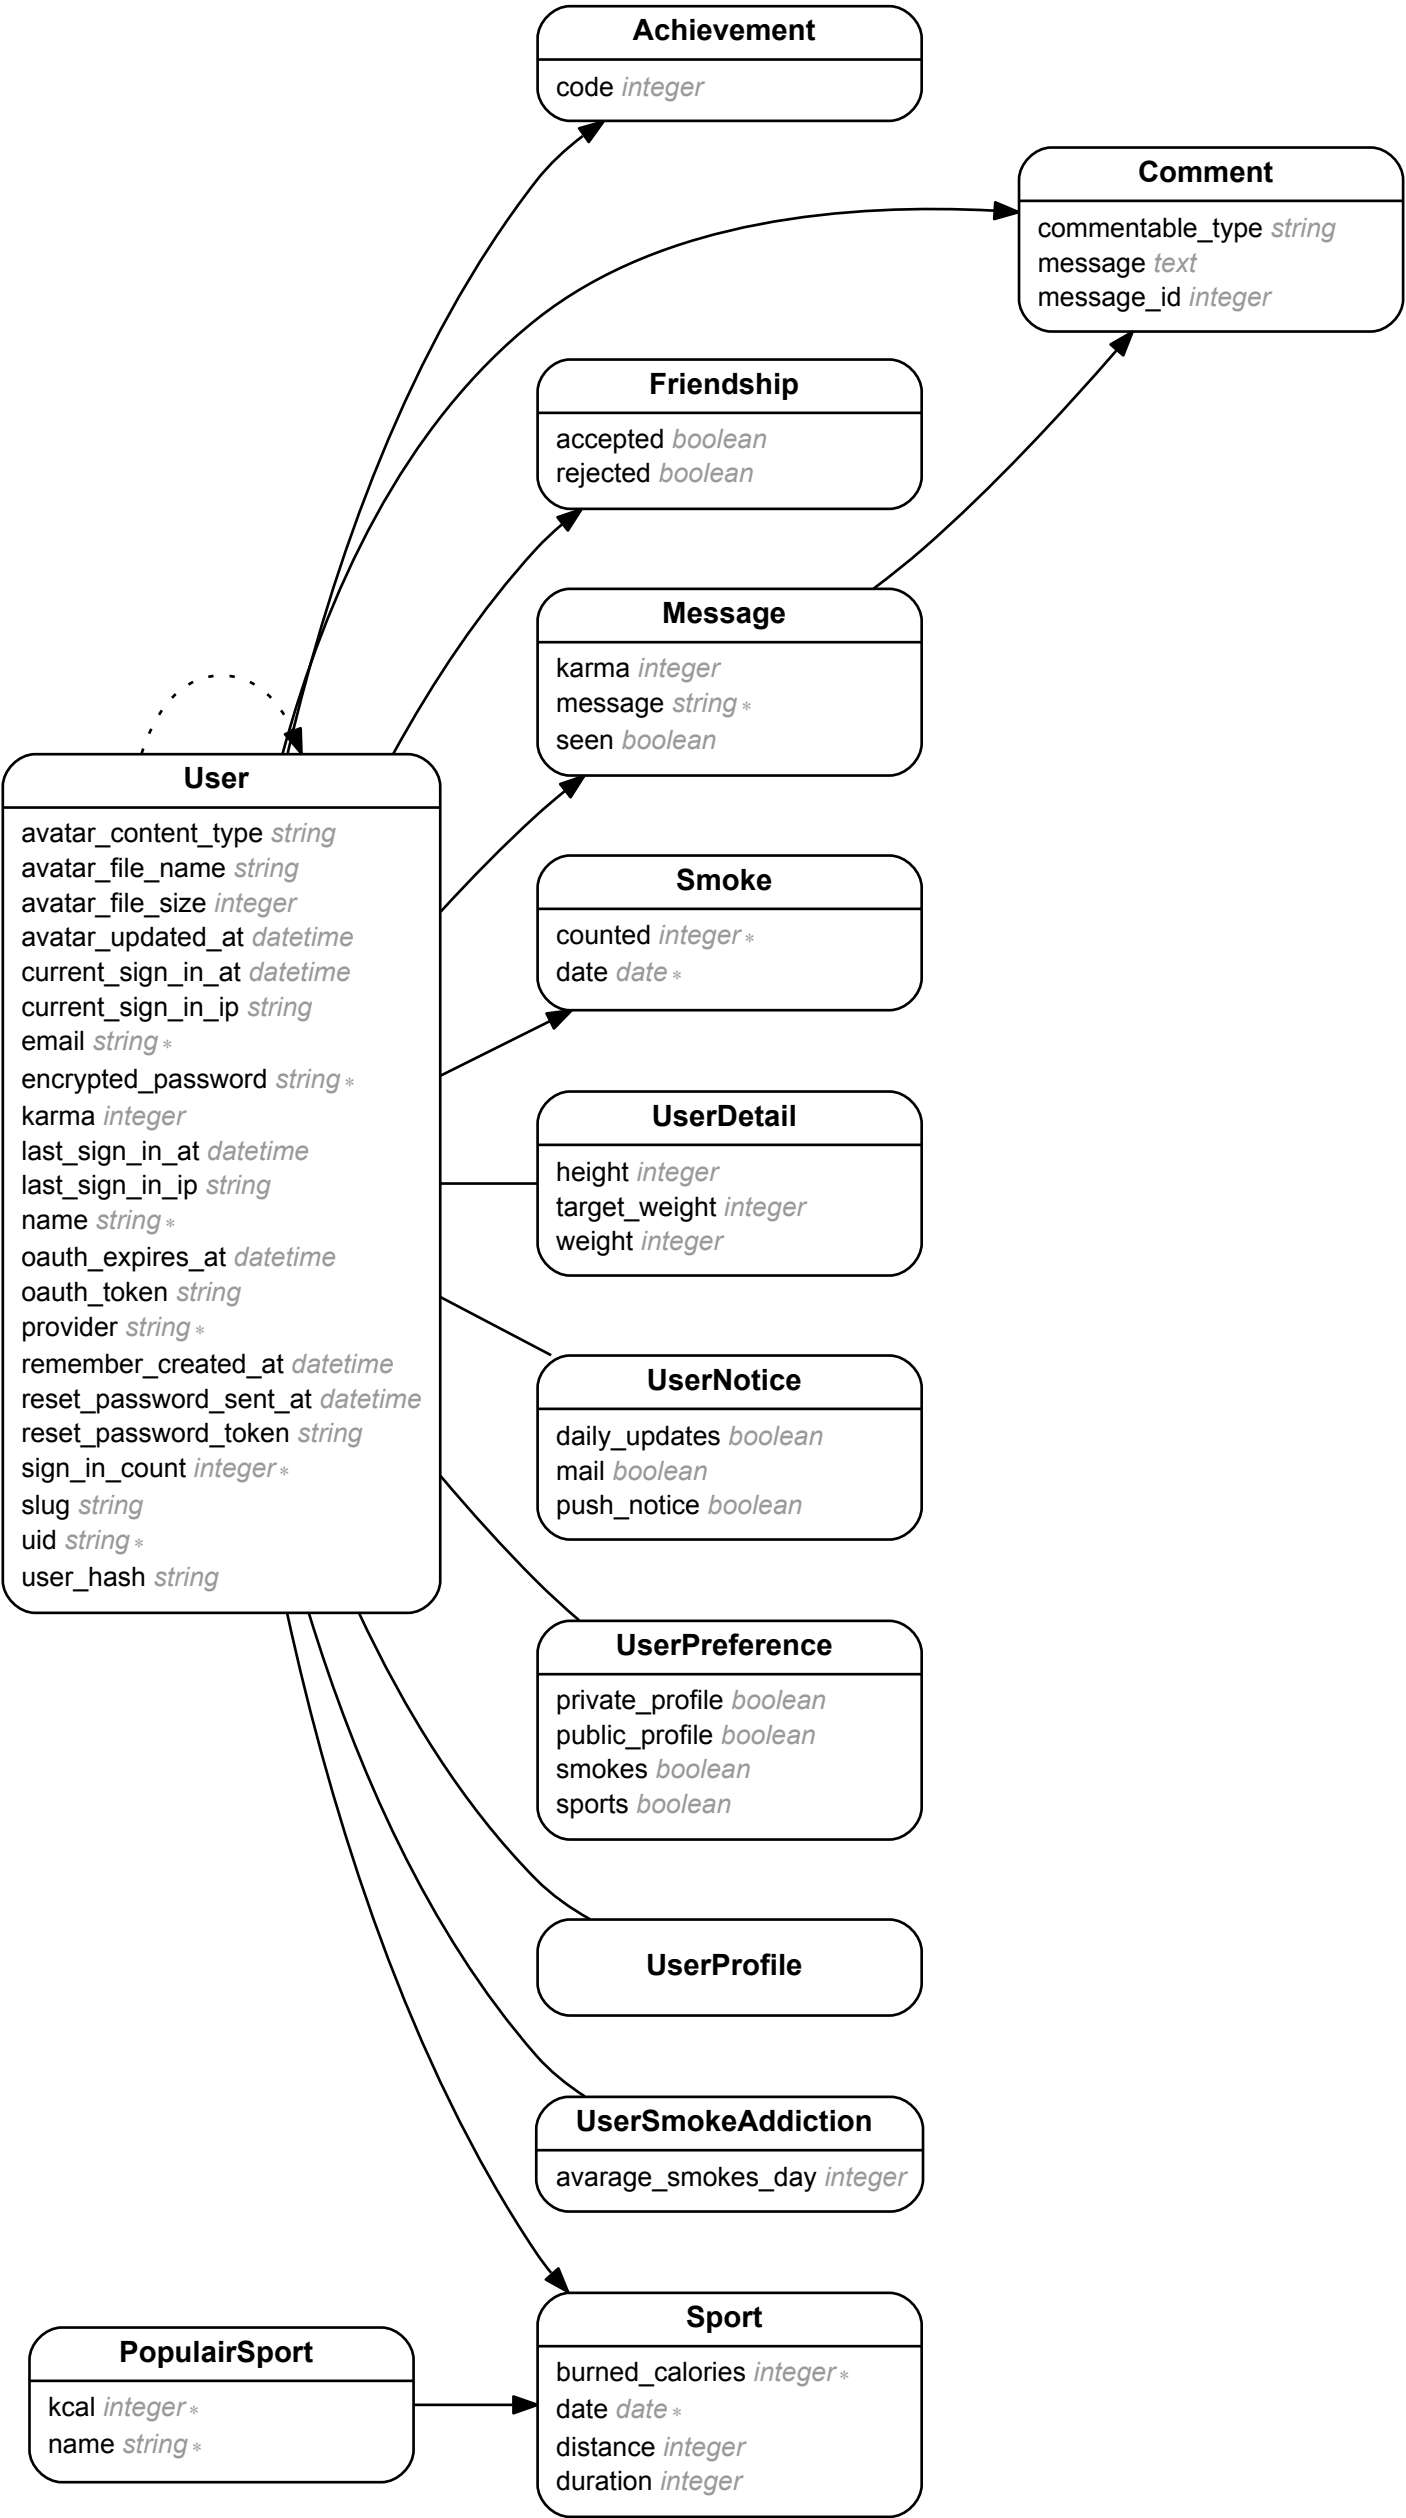 Achievement
code integer
Comment
commentable_type string
message text
message_id integer
Friendship
accepted boolean
rejected boolean
Message
karma integer
message string *
seen boolean
User
avatar_content_type string
avatar_file_name string
avatar_file_size integer
avatar_updated_at datetime
current_sign_in_at datetime
current_sign_in_ip string
email string *
encrypted_password string *
karma integer
last_sign_in_at datetime
last_sign_in_ip string
name string *
oauth_expires_at datetime
oauth_token string
provider string *
remember_created_at datetime
reset_password_sent_at datetime
reset_password_token string
sign_in_count integer *
slug string
uid string *
user_hash string
Smoke
counted integer *
date date *
UserDetail
height integer
target_weight integer
weight integer
UserNotice
daily_updates boolean
mail boolean
push_notice boolean
UserPreference
private_profile boolean
public_profile boolean
smokes boolean
sports boolean
UserProfile
UserSmokeAddiction
avarage_smokes_day integer
PopulairSport
kcal integer *
name string *
Sport
burned_calories integer *
date date *
distance integer
duration integer